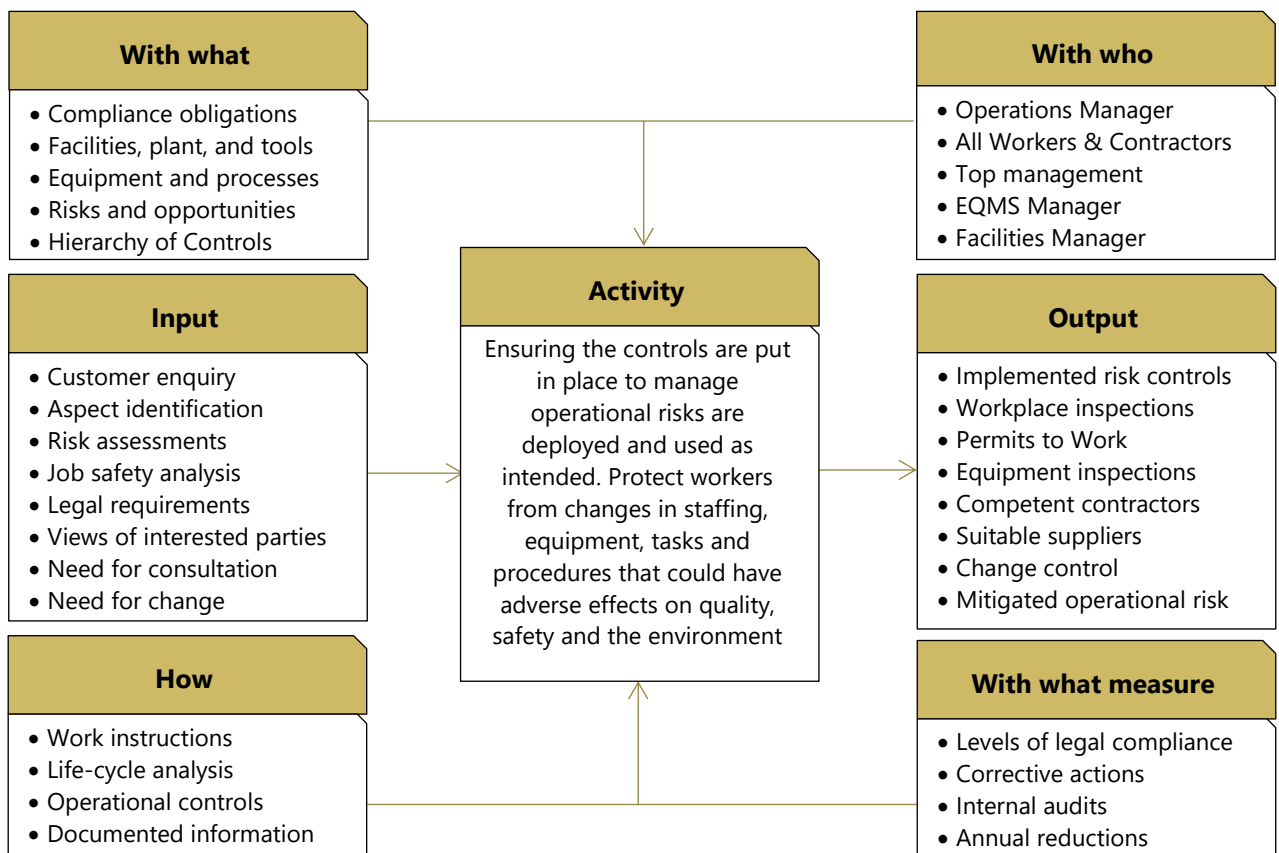 With what
• Compliance obligations
• Facilities, plant, and tools
• Equipment and processes
• Risks and opportunities
• Hierarchy of Controls
With who
• Operations Manager
• All Workers & Contractors
• Top management
• EQMS Manager
• Facilities Manager
Input
• Customer enquiry
• Aspect identification
• Risk assessments
• Job safety analysis
• Legal requirements
• Views of interested parties
• Need for consultation
• Need for change
Activity
Ensuring the controls are put
in place to manage
operational risks are
deployed and used as
intended. Protect workers
from changes in staffing,
equipment, tasks and
procedures that could have
adverse effects on quality,
safety and the environment
Output
• Implemented risk controls
• Workplace inspections
• Permits to Work
• Equipment inspections
• Competent contractors
• Suitable suppliers
• Change control
• Mitigated operational risk
How
• Work instructions
• Life-cycle analysis
• Operational controls
• Documented information
With what measure
• Levels of legal compliance
• Corrective actions
• Internal audits
• Annual reductions